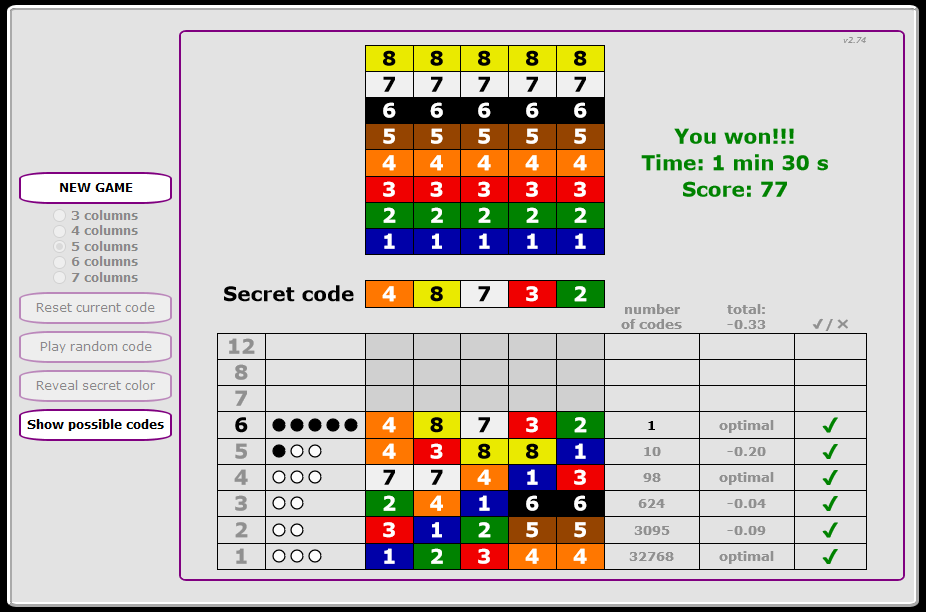 v2.74
8 8 8 8 8
7 7 7 7 7
6 6 6 6 6
5 5 5 5 5
4 4 4 4 4
3 3 3 3 3
2 2 2 2 2
1 1 1 1 1
You won!!!
Time: 1 min 30 s
Score: 77
NEW GAME
3 columns
4 columns
5 columns
6 columns
7 columns
Reset current code
Play random code
Reveal secret color
Show possible codes
Secret code 4 8 7 3 2
number
of codes
total:
-0.33
✓/✕
12
8
7
6 4 8 7 3 2 1 optimal ✓
5 4 3 8 8 1 10 -0.20 ✓
4 7 7 4 1 3 98 optimal ✓
3 2 4 1 6 6 624 -0.04 ✓
2 3 1 2 5 5 3095 -0.09 ✓
1 1 2 3 4 4 32768 optimal ✓